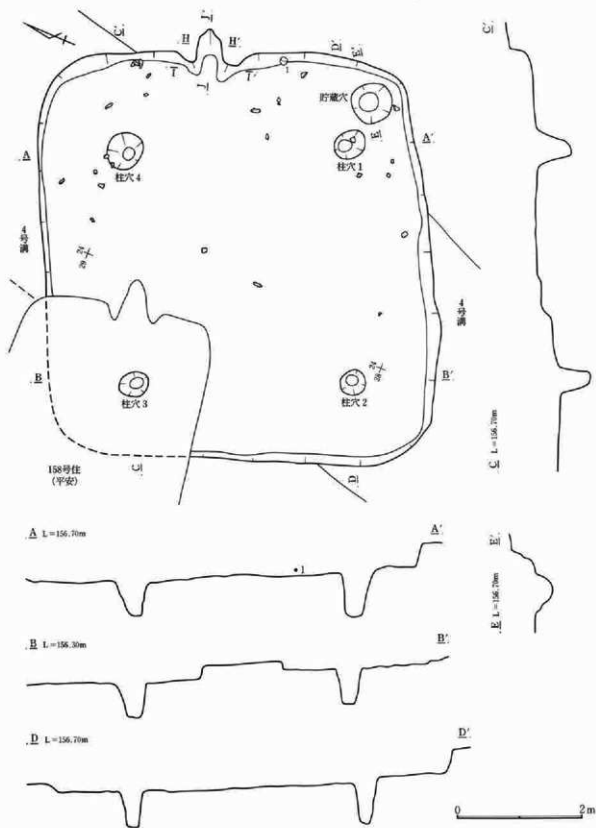 J′
C′
H
H′
D′
E′
C′
I
I′
J
1
貯蔵穴
E
A′
柱穴1
A
柱穴4
4号溝
4号溝
B
B′
柱穴3
柱穴2
C
D
158号住
(平安)
C L=156.70m
A L=156.70m
A′
1
E′
E L=156.70m
B L=156.30m
B′
D L=156.70m
D′
0 2m